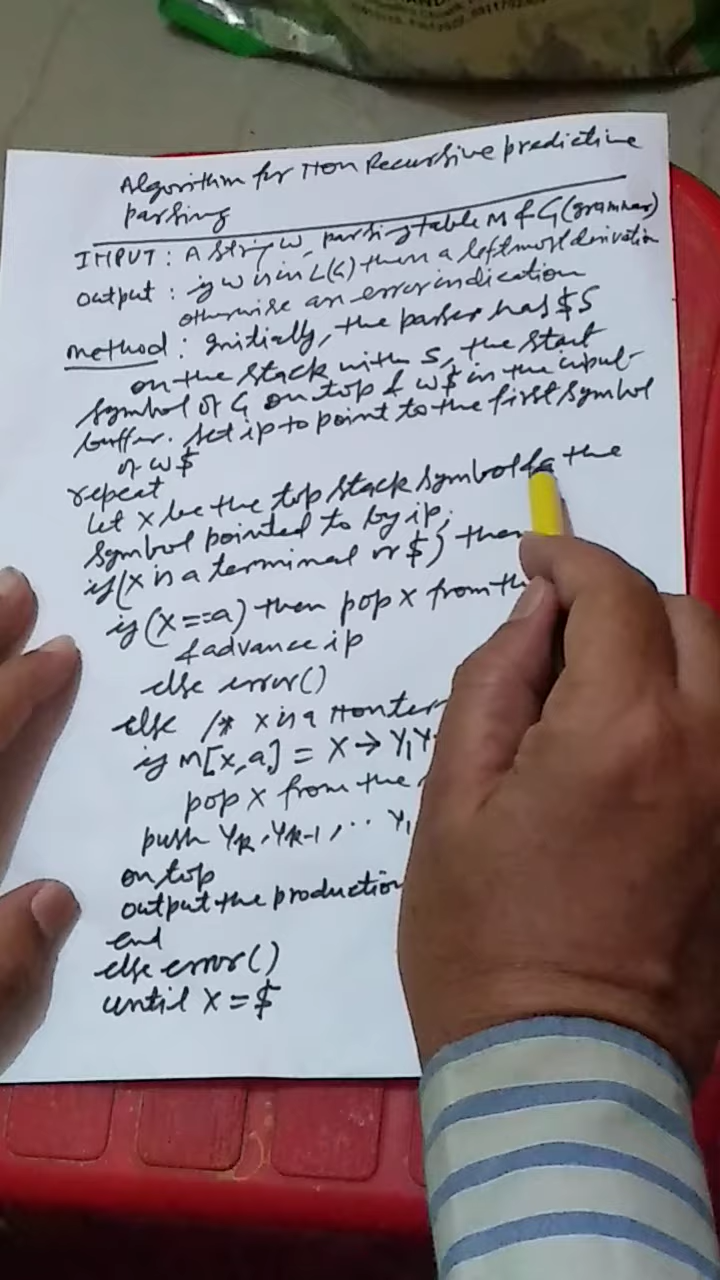 Algorithm for Non Recursive predictive
parsing
INPUT : A string w, parsing table M & G (grammar)
output : if w is in L(G) then a leftmost derivation
otherwise an error indication
method : Initially, the parser has $S
on the stack with S, the start
symbol of G on top & w$ in the input
buffer. Set ip to point to the first symbol
of w$
repeat
Let X be the top stack symbol & a the
symbol pointed to by ip;
if (X is a terminal or $) then
if (X==a) then pop X from the
& advance ip
else error()
else /* X is a Nonter
if M[X,a] = X → Y1Y
pop X from the
push Yk, Yk-1, .. Y1
on top
output the production
end
else error()
until X = $